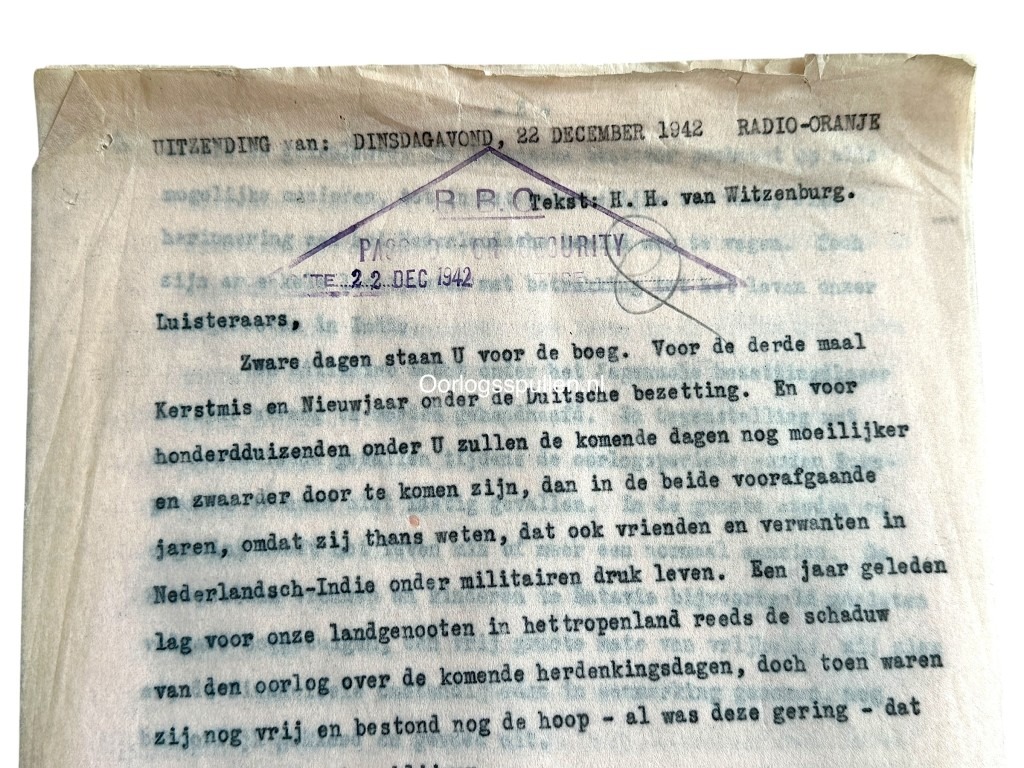 UITZENDING van: DINSDAGAVOND, 22 DECEMBER 1942 RADIO-ORANJE
B B C
Tekst: H. H. van Witzenburg.
22 DEC 1942
Luisteraars,
Zware dagen staan U voor de boeg. Voor de derde maal
Oorlogsspullen.nl
Kerstmis en Nieuwjaar onder de Duitsche bezetting. En voor
honderdduizenden onder U zullen de komende dagen nog moeilijker
en zwaarder door te komen zijn, dan in de beide voorafgaande
jaren, omdat zij thans weten, dat ook vrienden en verwanten in
Nederlandsch-Indie onder militairen druk leven. Een jaar geleden
lag voor onze landgenooten in hettropenland reeds de schaduw
van den oorlog over de komende herdenkingsdagen, doch toen waren
zij nog vrij en bestond nog de hoop - al was deze gering - dat